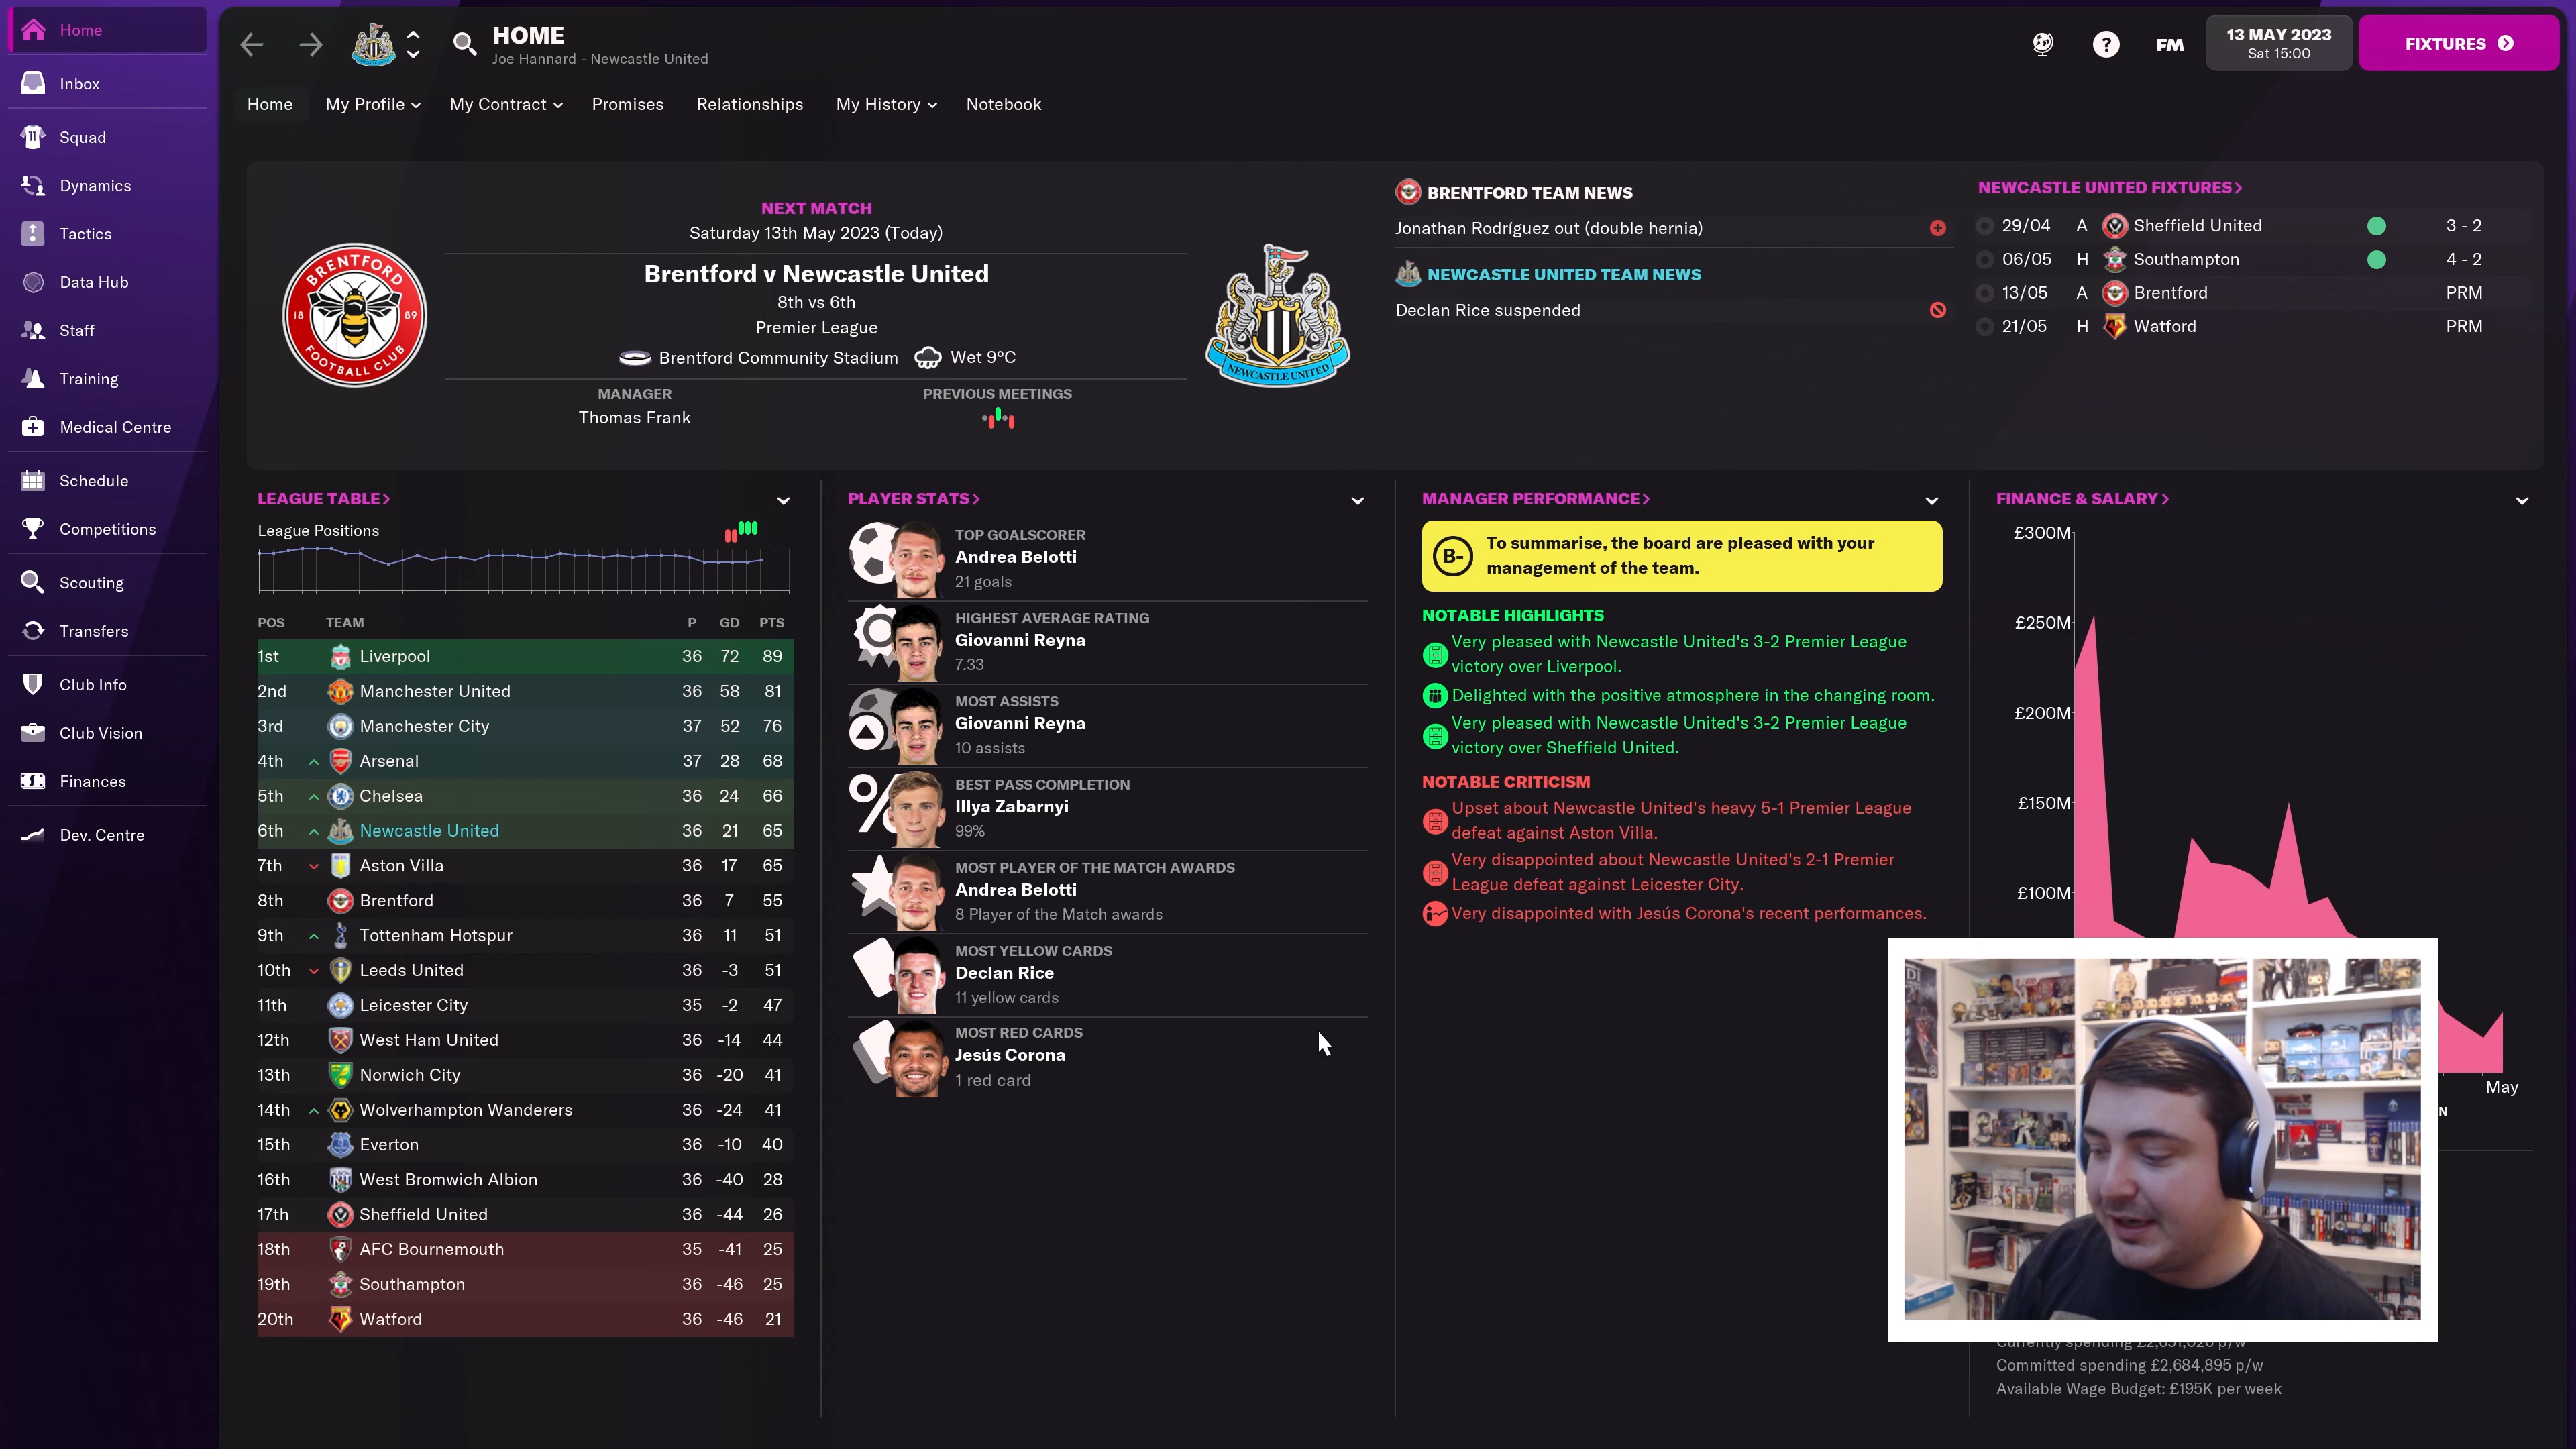 Home
Inbox
Squad
Dynamics
Tactics
Data Hub
Staff
Training
Medical Centre
Schedule
Competitions
Scouting
Transfers
Club Info
Club Vision
Finances
Dev. Centre
HOME
Joe Hannard - Newcastle United
FM
13 MAY 2023
Sat 15:00
FIXTURES
Home My Profile My Contract Promises Relationships My History Notebook
BRENTFORD
18 89
FOOTBALL CLUB
NEXT MATCH
Saturday 13th May 2023 (Today)
Brentford v Newcastle United
8th vs 6th
Premier League
Brentford Community Stadium Wet 9°C
MANAGER PREVIOUS MEETINGS
Thomas Frank
NEWCASTLE UNITED
BRENTFORD TEAM NEWS
Jonathan Rodríguez out (double hernia)
NEWCASTLE UNITED TEAM NEWS
Declan Rice suspended
NEWCASTLE UNITED FIXTURES
29/04 A Sheffield United 3 - 2
06/05 H Southampton 4 - 2
13/05 A Brentford PRM
21/05 H Watford PRM
LEAGUE TABLE
League Positions
POS TEAM P GD PTS
1st Liverpool 36 72 89
2nd Manchester United 36 58 81
3rd Manchester City 37 52 76
4th Arsenal 37 28 68
5th Chelsea 36 24 66
6th Newcastle United 36 21 65
7th Aston Villa 36 17 65
8th Brentford 36 7 55
9th Tottenham Hotspur 36 11 51
10th Leeds United 36 -3 51
11th Leicester City 35 -2 47
12th West Ham United 36 -14 44
13th Norwich City 36 -20 41
14th Wolverhampton Wanderers 36 -24 41
15th Everton 36 -10 40
16th West Bromwich Albion 36 -40 28
17th Sheffield United 36 -44 26
18th AFC Bournemouth 35 -41 25
19th Southampton 36 -46 25
20th Watford 36 -46 21
PLAYER STATS
TOP GOALSCORER
Andrea Belotti
21 goals
HIGHEST AVERAGE RATING
Giovanni Reyna
7.33
MOST ASSISTS
Giovanni Reyna
10 assists
BEST PASS COMPLETION
Illya Zabarnyi
99%
MOST PLAYER OF THE MATCH AWARDS
Andrea Belotti
8 Player of the Match awards
MOST YELLOW CARDS
Declan Rice
11 yellow cards
MOST RED CARDS
Jesús Corona
1 red card
MANAGER PERFORMANCE
B-
To summarise, the board are pleased with your
management of the team.
NOTABLE HIGHLIGHTS
Very pleased with Newcastle United's 3-2 Premier League
victory over Liverpool.
Delighted with the positive atmosphere in the changing room.
Very pleased with Newcastle United's 3-2 Premier League
victory over Sheffield United.
NOTABLE CRITICISM
Upset about Newcastle United's heavy 5-1 Premier League
defeat against Aston Villa.
Very disappointed about Newcastle United's 2-1 Premier
League defeat against Leicester City.
Very disappointed with Jesús Corona's recent performances.
FINANCE & SALARY
£300M
£250M
£200M
£150M
£100M
May
N
Currently spending
Committed spending £2,684,895 p/w
Available Wage Budget: £195K per week